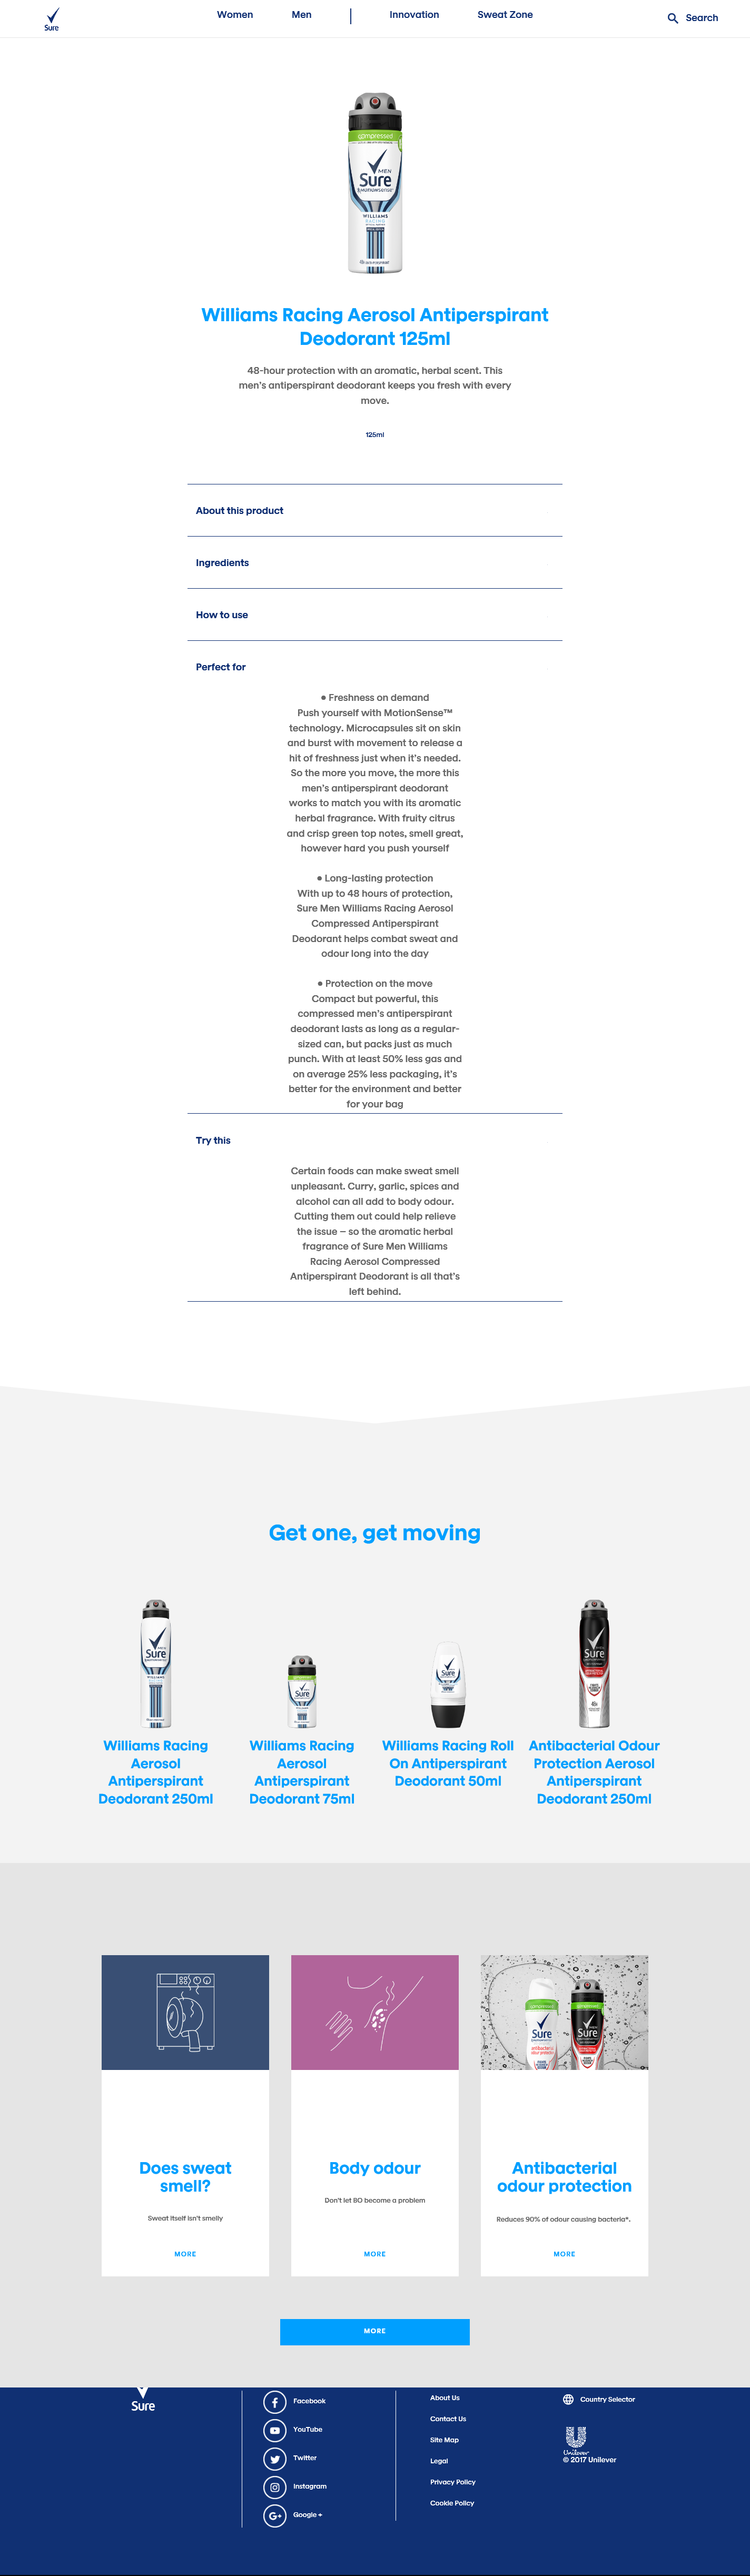 Sure
Women
Men
Innovation
Sweat Zone
Search
compressed
MEN
Sure
MOTIONSENSE
WILLIAMS
RACING
Williams Racing Aerosol Antiperspirant
Deodorant 125ml
48-hour protection with an aromatic, herbal scent. This
men's antiperspirant deodorant keeps you fresh with every
move.
125ml
About this product
Ingredients
How to use
Perfect for
● Freshness on demand
Push yourself with MotionSense™
technology. Microcapsules sit on skin
and burst with movement to release a
hit of freshness just when it's needed.
So the more you move, the more this
men's antiperspirant deodorant
works to match you with its aromatic
herbal fragrance. With fruity citrus
and crisp green top notes, smell great,
however hard you push yourself
● Long-lasting protection
With up to 48 hours of protection,
Sure Men Williams Racing Aerosol
Compressed Antiperspirant
Deodorant helps combat sweat and
odour long into the day
● Protection on the move
Compact but powerful, this
compressed men's antiperspirant
deodorant lasts as long as a regular-
sized can, but packs just as much
punch. With at least 50% less gas and
on average 25% less packaging, it's
better for the environment and better
for your bag
Try this
Certain foods can make sweat smell
unpleasant. Curry, garlic, spices and
alcohol can all add to body odour.
Cutting them out could help relieve
the issue – so the aromatic herbal
fragrance of Sure Men Williams
Racing Aerosol Compressed
Antiperspirant Deodorant is all that's
left behind.
Get one, get moving
Sure
Sure
Sure
Sure
Williams Racing
Aerosol
Antiperspirant
Deodorant 250ml
Williams Racing
Aerosol
Antiperspirant
Deodorant 75ml
Williams Racing Roll
On Antiperspirant
Deodorant 50ml
Antibacterial Odour
Protection Aerosol
Antiperspirant
Deodorant 250ml
compressed
Sure
MEN
Sure
Does sweat
smell?
Sweat itself isn't smelly
MORE
Body odour
Don't let BO become a problem
MORE
Antibacterial
odour protection
Reduces 90% of odour causing bacteria*.
MORE
MORE
Sure
Facebook
YouTube
Twitter
Instagram
Google +
About Us
Contact Us
Site Map
Legal
Privacy Policy
Cookie Policy
Country Selector
Unilever
© 2017 Unilever